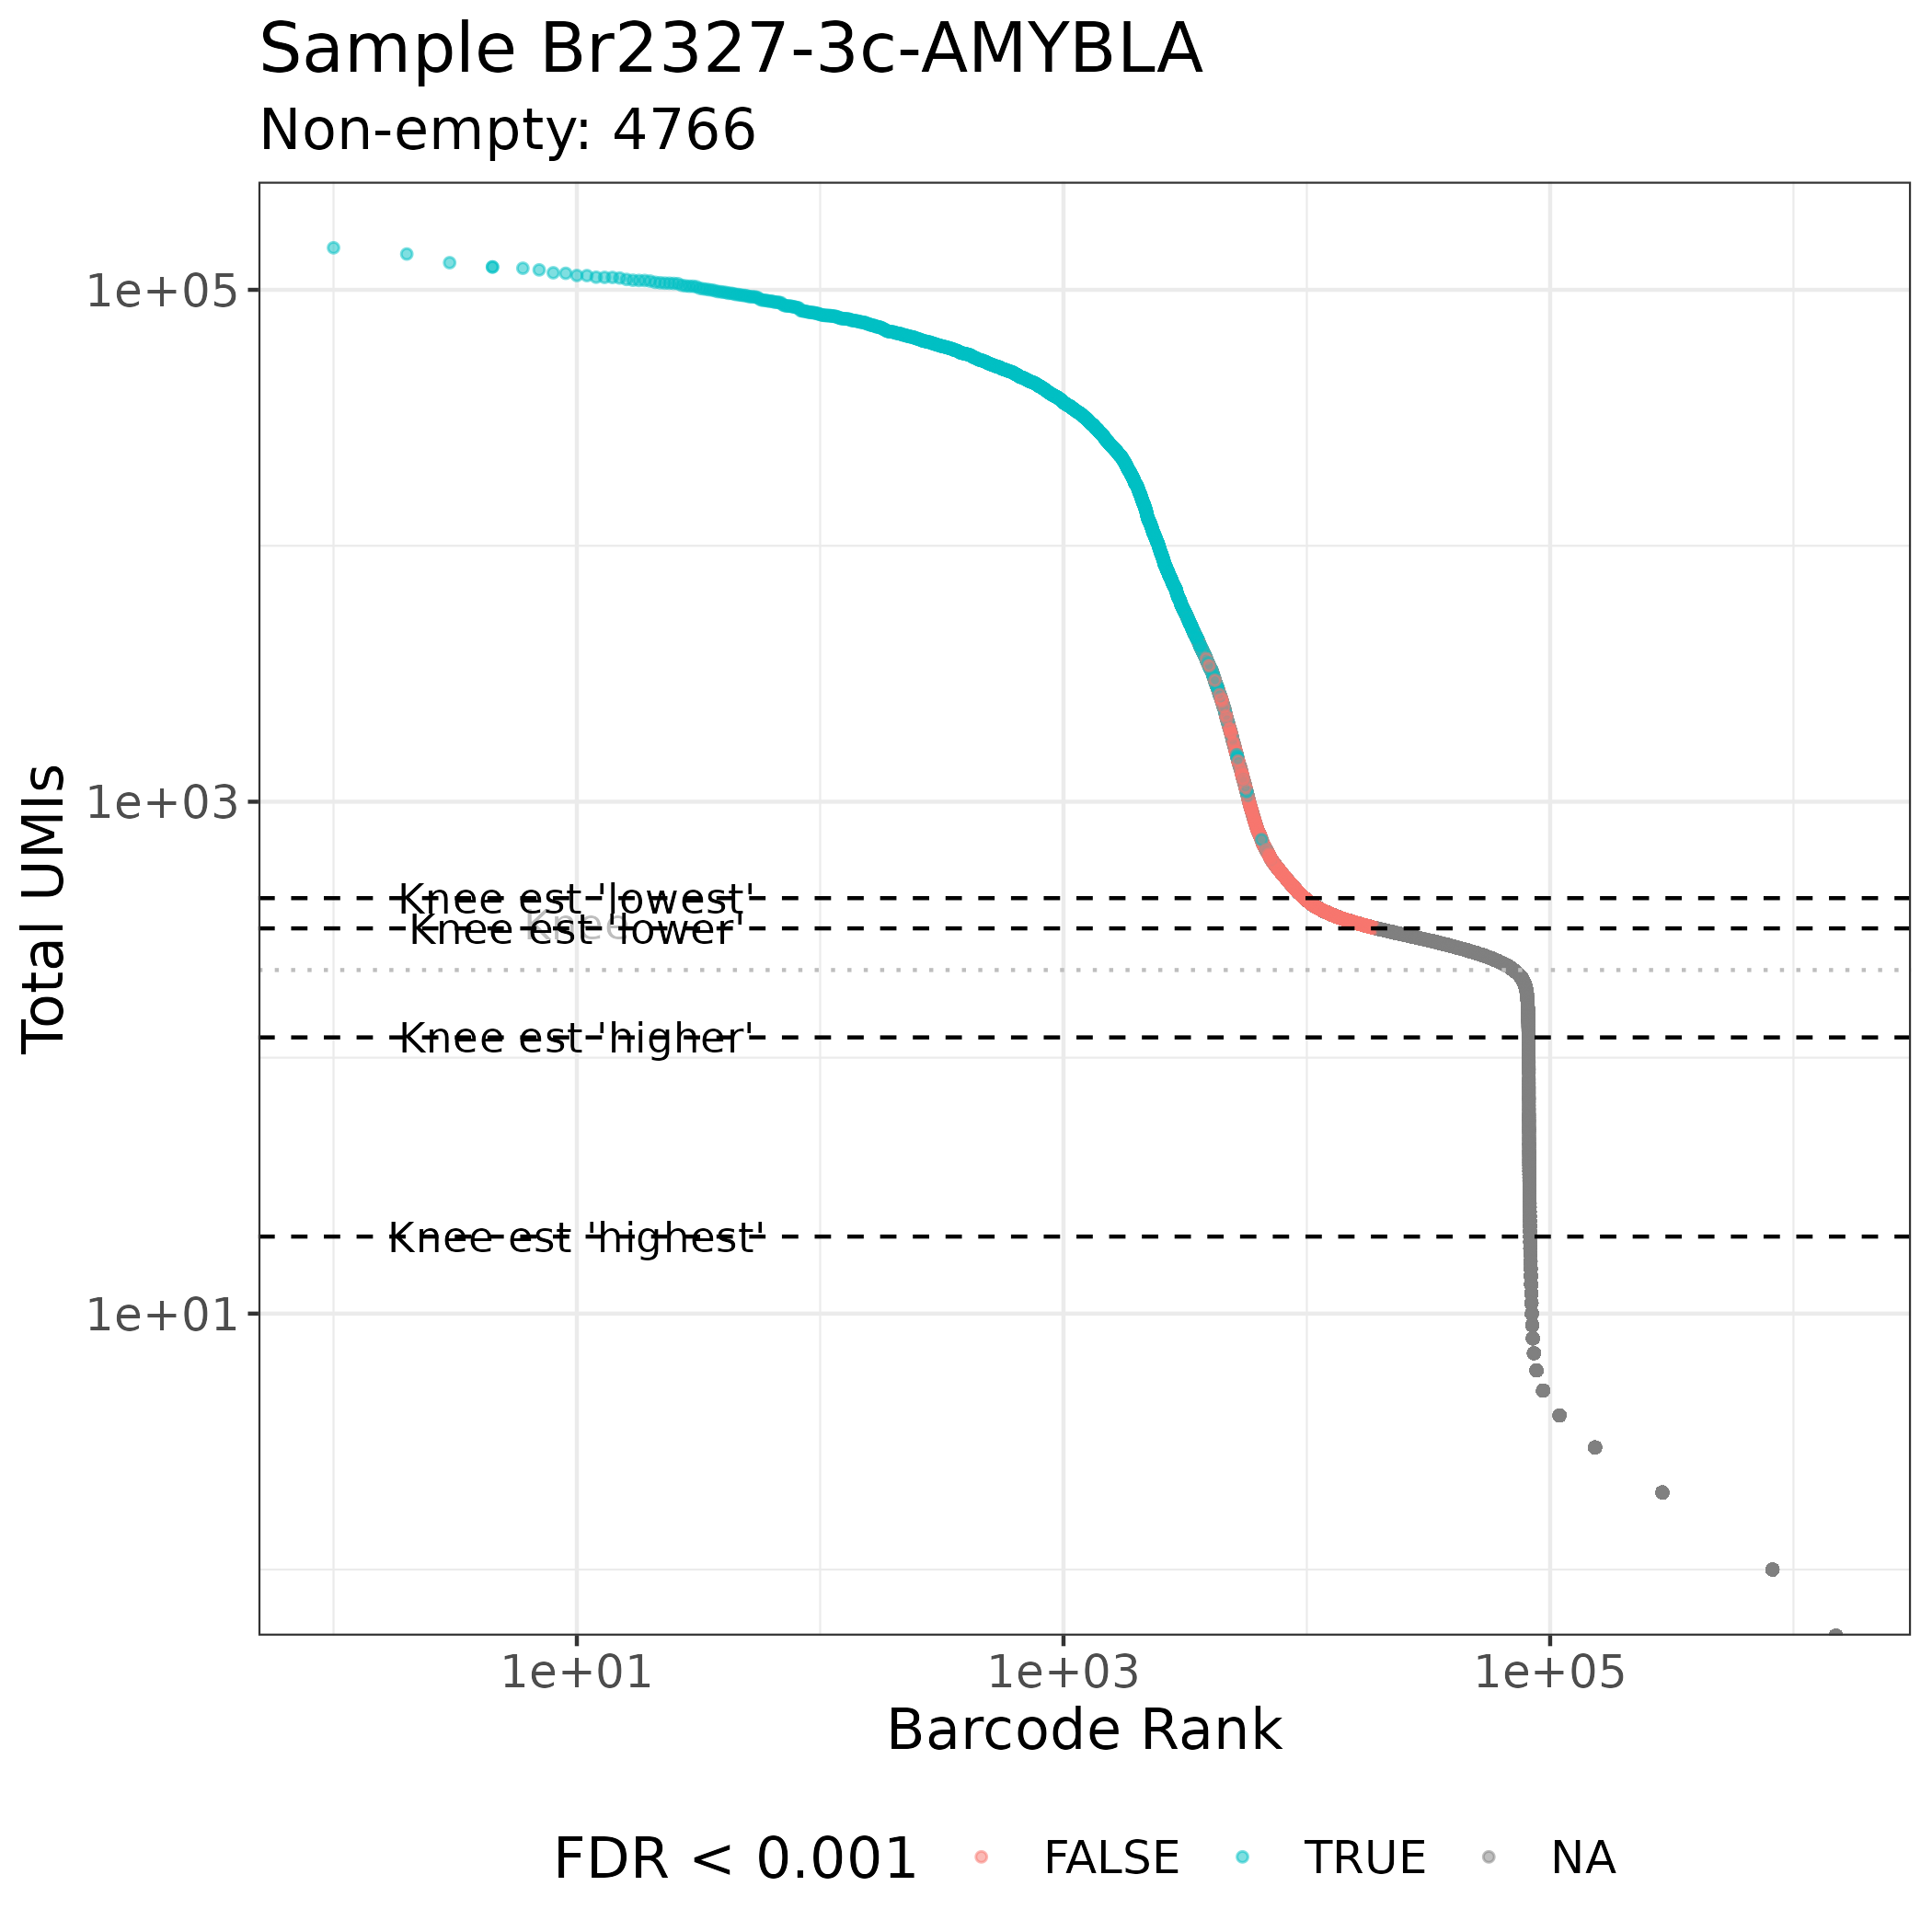 Sample Br2327-3c-AMYBLA
Non-empty: 4766
Total UMIs
1e+05
1e+03
1e+01
Knee est 'lowest'
Knee
Knee est 'lower'
Knee est 'higher'
Knee est 'highest'
1e+01 1e+03 1e+05
Barcode Rank
FDR < 0.001 FALSE TRUE NA